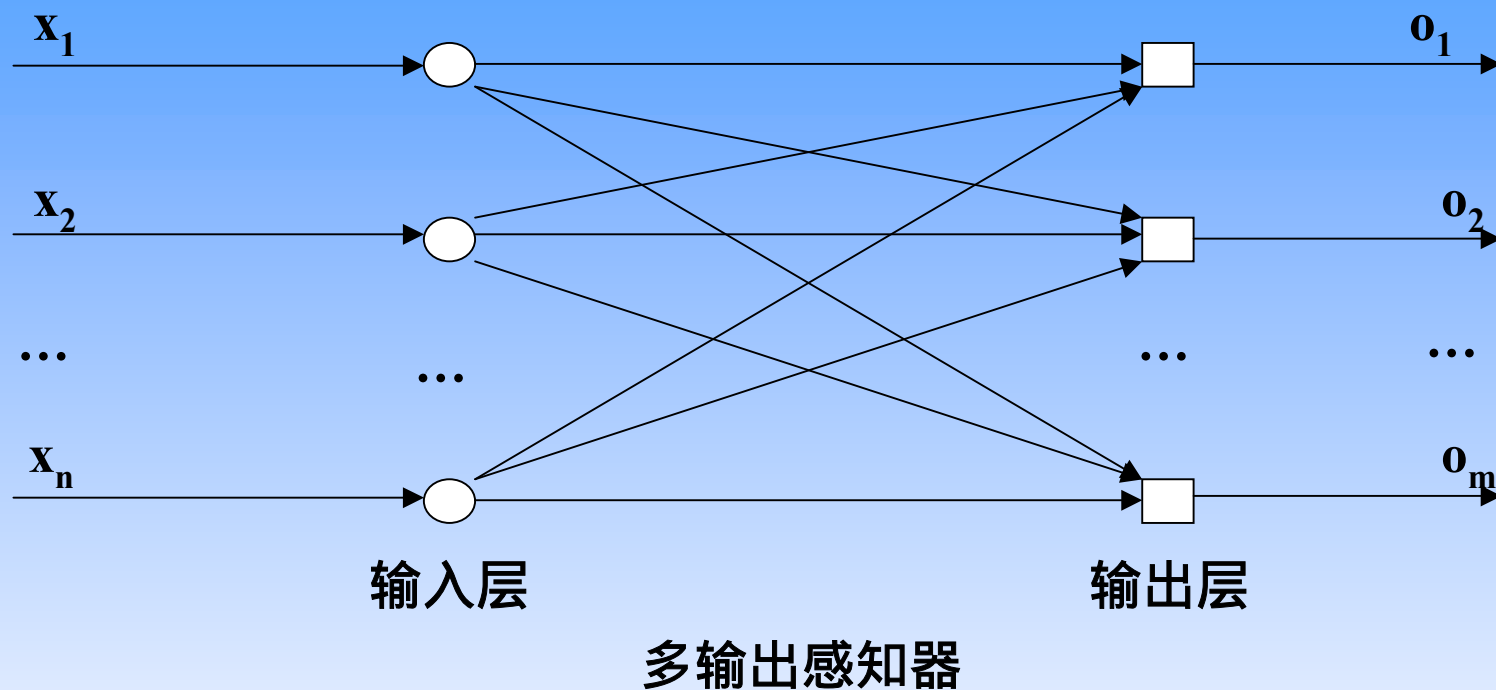 x₁ o₁
x₂ o₂
... ... ... ...
xₙ oₘ
输入层 输出层
多输出感知器